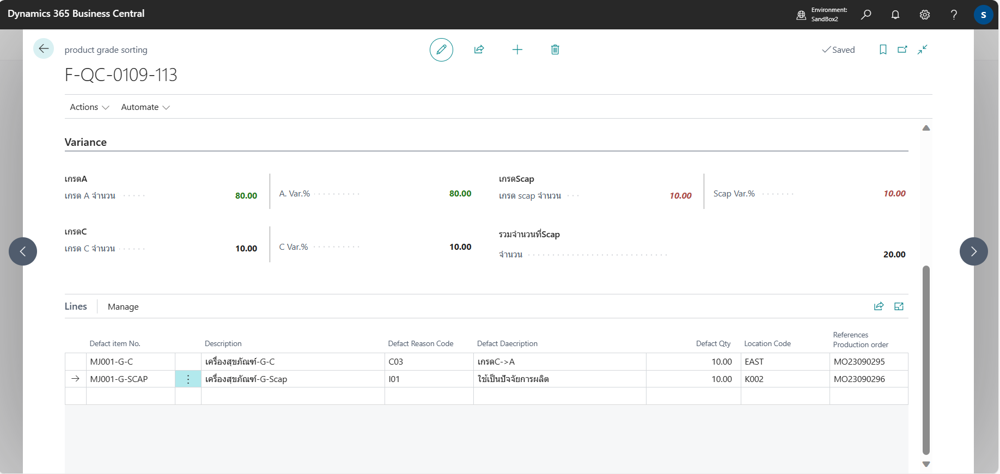 Dynamics 365 Business Central
Environment:
SandBox2
S
product grade sorting
Saved
F-QC-0109-113
Actions
Automate
Variance
เกรดA
เกรด A จำนวน 80.00
A. Var.% 80.00
เกรดScap
เกรด scap จำนวน 10.00
Scap Var.% 10.00
เกรดC
เกรด C จำนวน 10.00
C Var.% 10.00
รวมจำนวนที่Scap
จำนวน 20.00
Lines Manage
Defact item No. Description Defact Reason Code Defact Daecription Defact Qty Location Code References Production order
MJ001-G-C เครื่องสุขภัณฑ์-G-C C03 เกรดC->A 10.00 EAST MO23090295
MJ001-G-SCAP เครื่องสุขภัณฑ์-G-Scap I01 ใช้เป็นปัจจัยการผลิต 10.00 K002 MO23090296